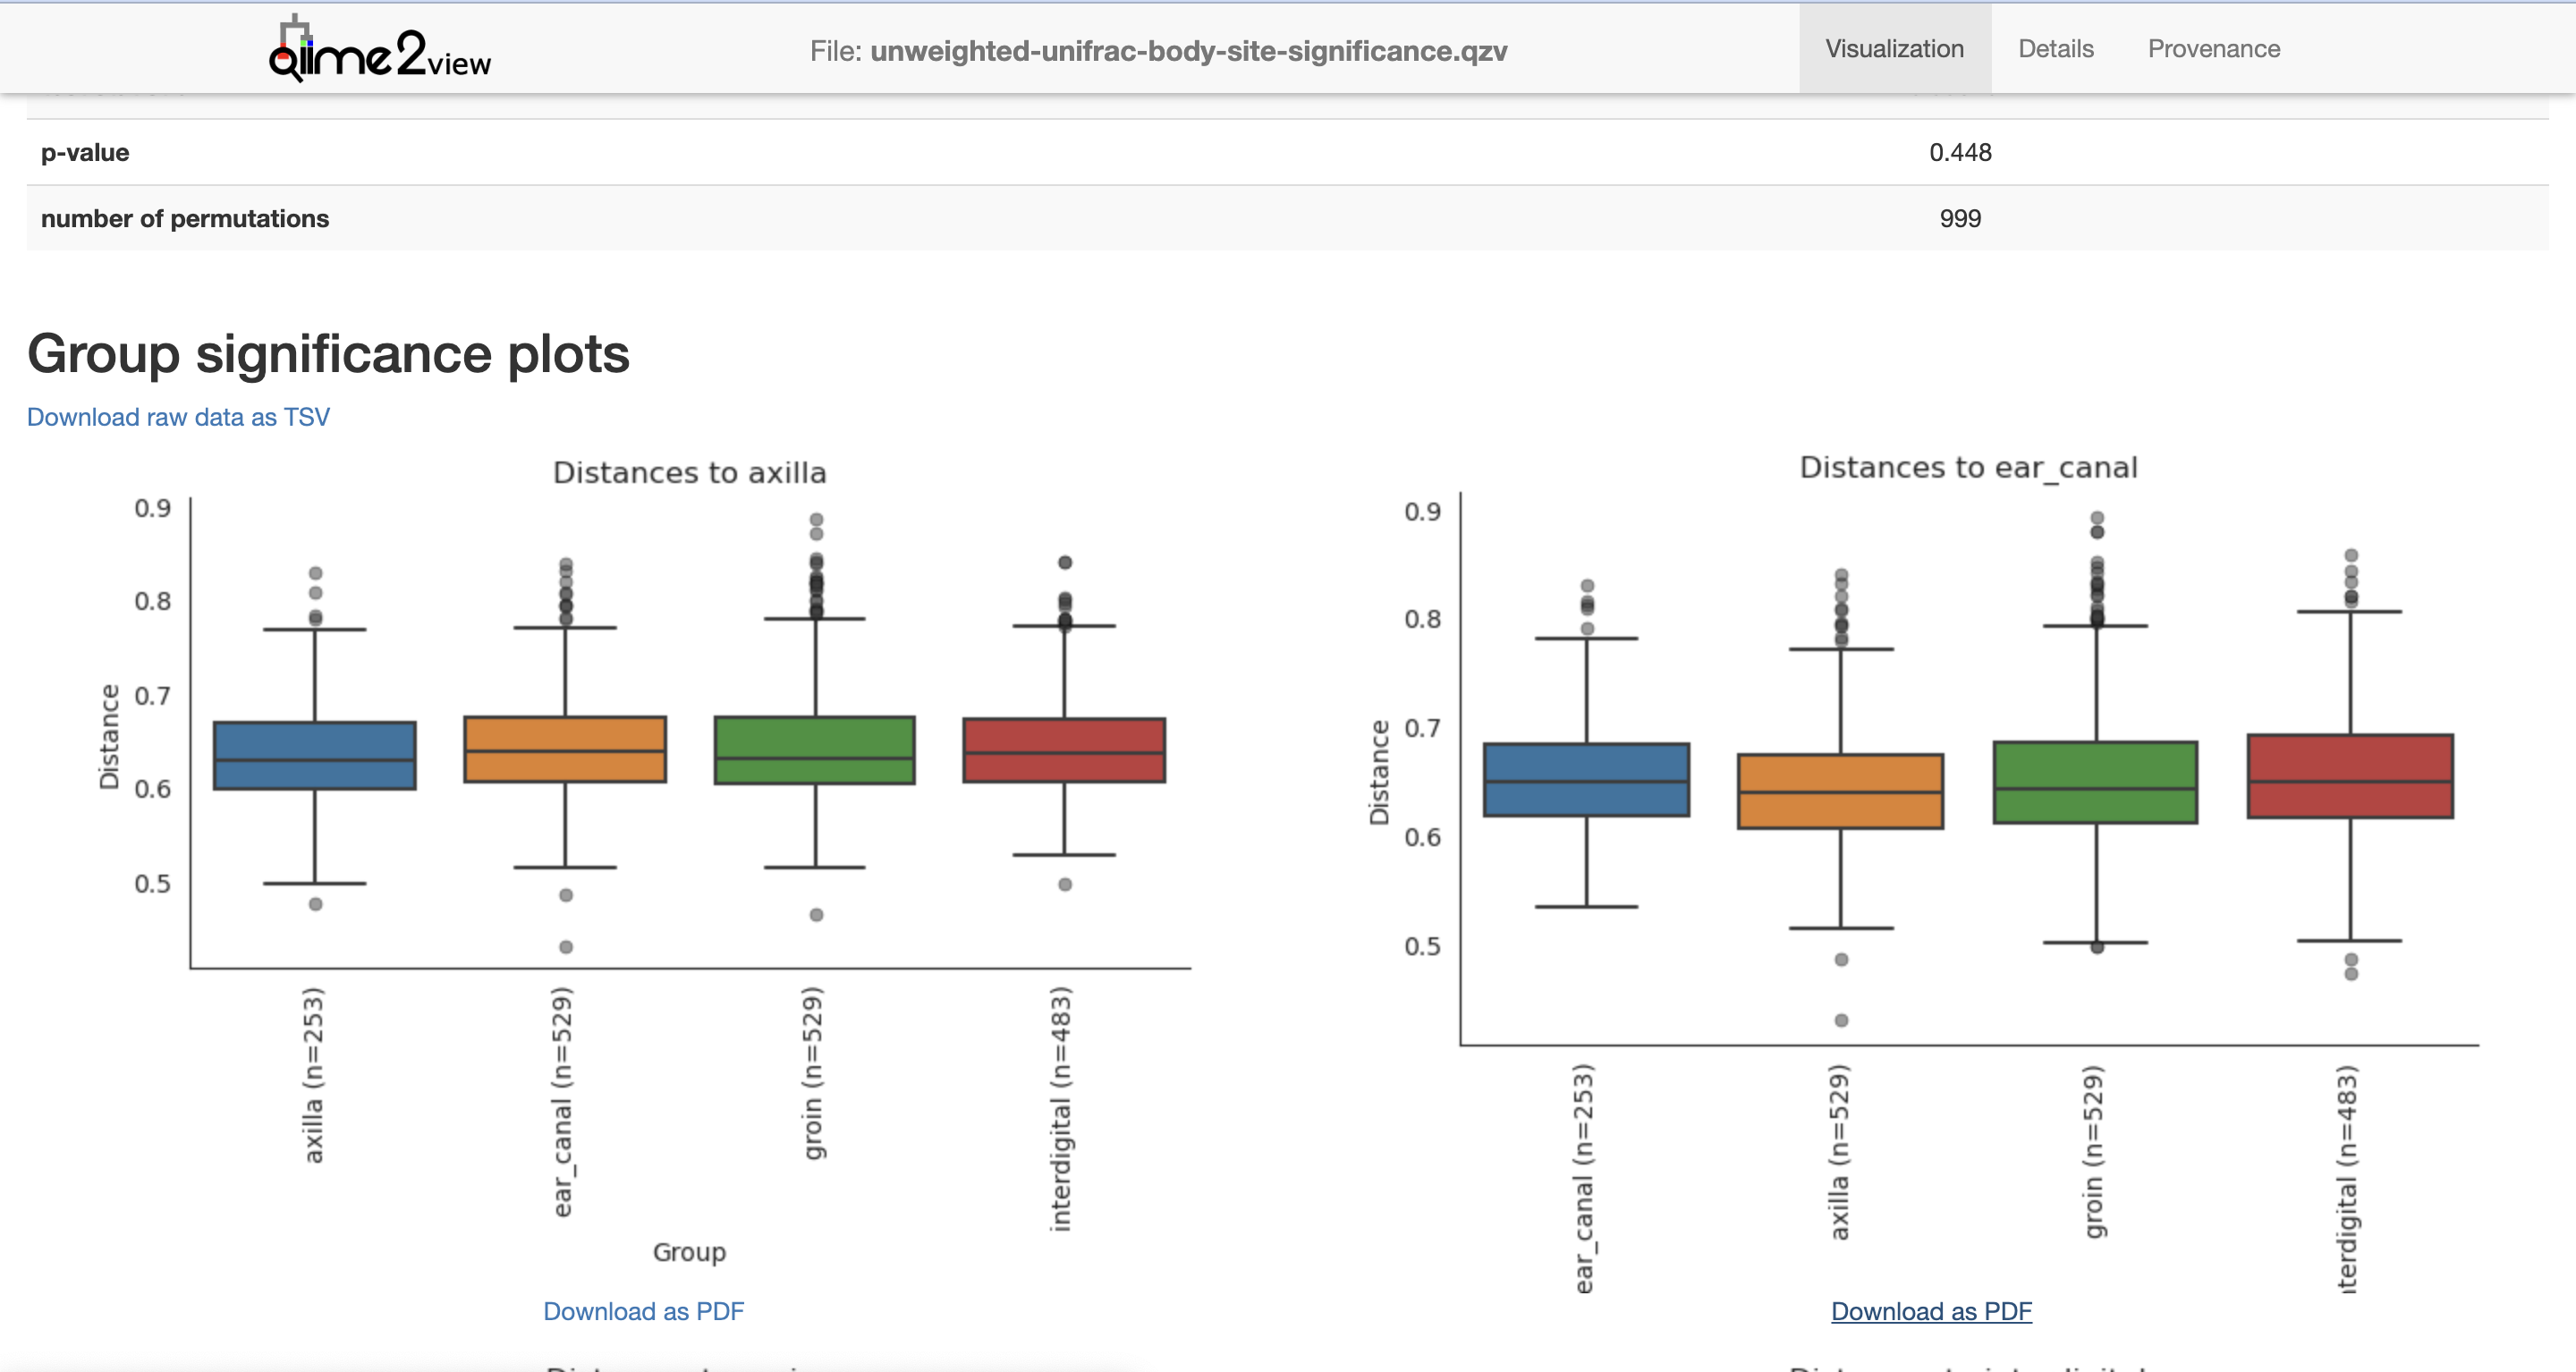 qiime2view
File: unweighted-unifrac-body-site-significance.qzv
Visualization
Details
Provenance
p-value 0.448
number of permutations 999
Group significance plots
Download raw data as TSV
Distances to axilla
0.9
0.8
0.7
0.6
0.5
Distance
axilla (n=253)
ear_canal (n=529)
groin (n=529)
interdigital (n=483)
Group
Download as PDF
Distances to ear_canal
0.9
0.8
0.7
0.6
0.5
Distance
ear_canal (n=253)
axilla (n=529)
groin (n=529)
nterdigital (n=483)
Download as PDF